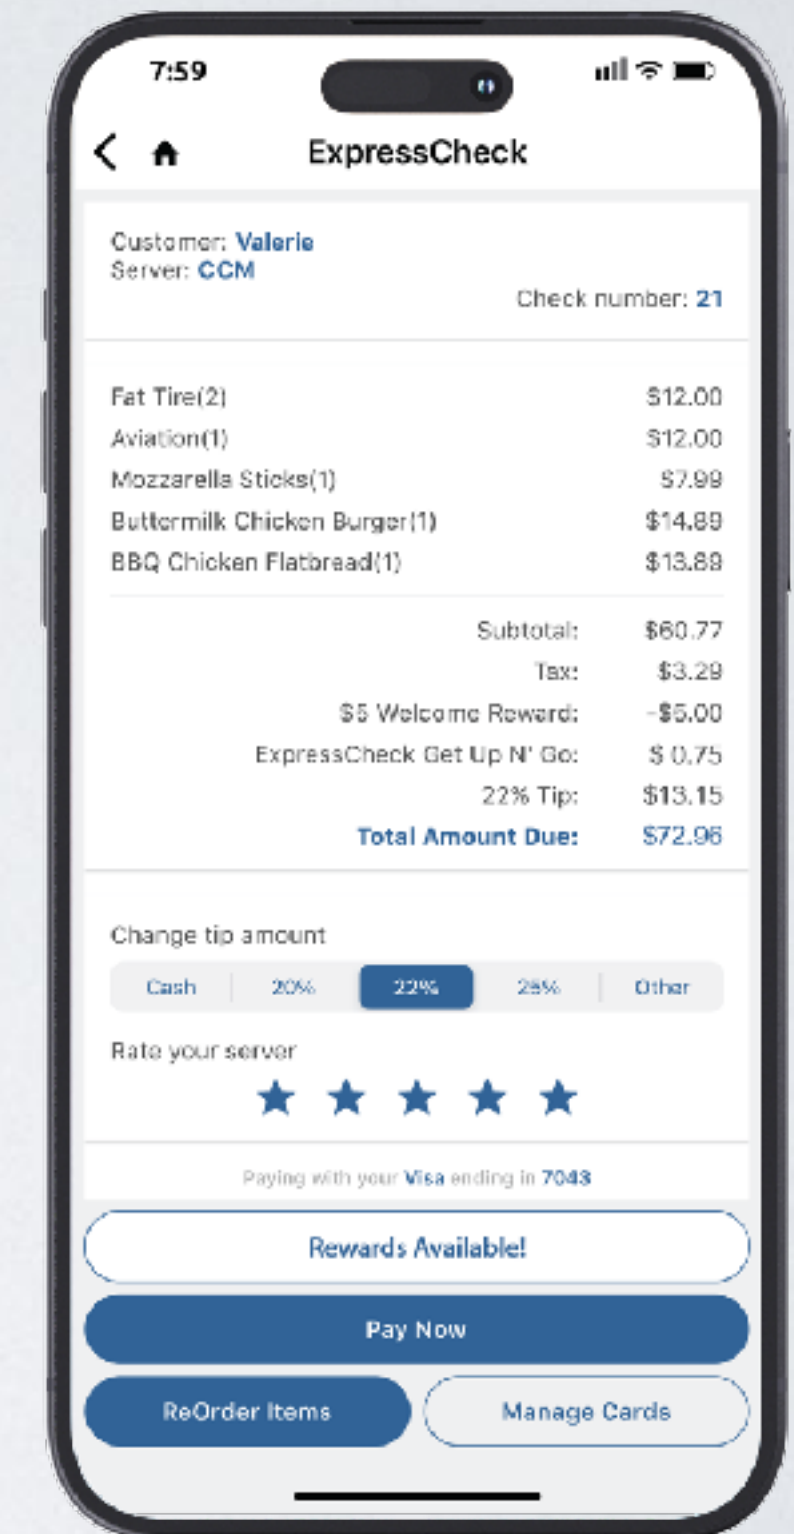 7:59
ExpressCheck
Customer: Valerie
Server: CCM
Check number: 21
Fat Tire(2) $12.00
Aviation(1) $12.00
Mozzarella Sticks(1) $7.99
Buttermilk Chicken Burger(1) $14.89
BBQ Chicken Flatbread(1) $13.89
Subtotal: $60.77
Tax: $3.29
$5 Welcome Reward: -$5.00
ExpressCheck Get Up N' Go: $ 0.75
22% Tip: $13.15
Total Amount Due: $72.96
Change tip amount
Cash 20% 22% 25% Other
Rate your server
Paying with your Visa ending in 7043
Rewards Available!
Pay Now
ReOrder Items Manage Cards